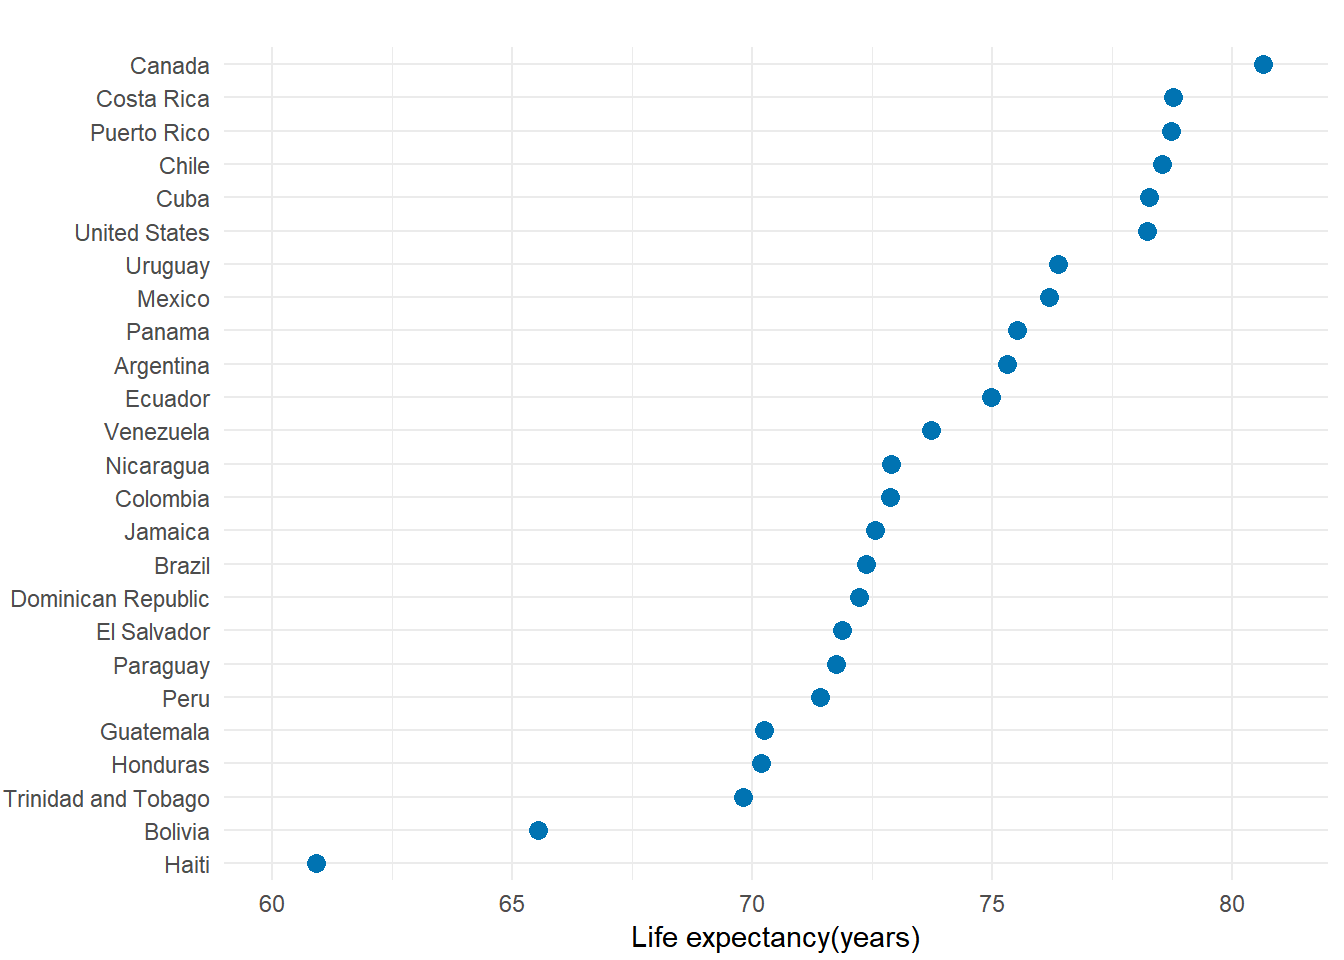 Canada
Costa Rica
Puerto Rico
Chile
Cuba
United States
Uruguay
Mexico
Panama
Argentina
Ecuador
Venezuela
Nicaragua
Colombia
Jamaica
Brazil
Dominican Republic
El Salvador
Paraguay
Peru
Guatemala
Honduras
Trinidad and Tobago
Bolivia
Haiti
60 65 70 75 80
Life expectancy(years)